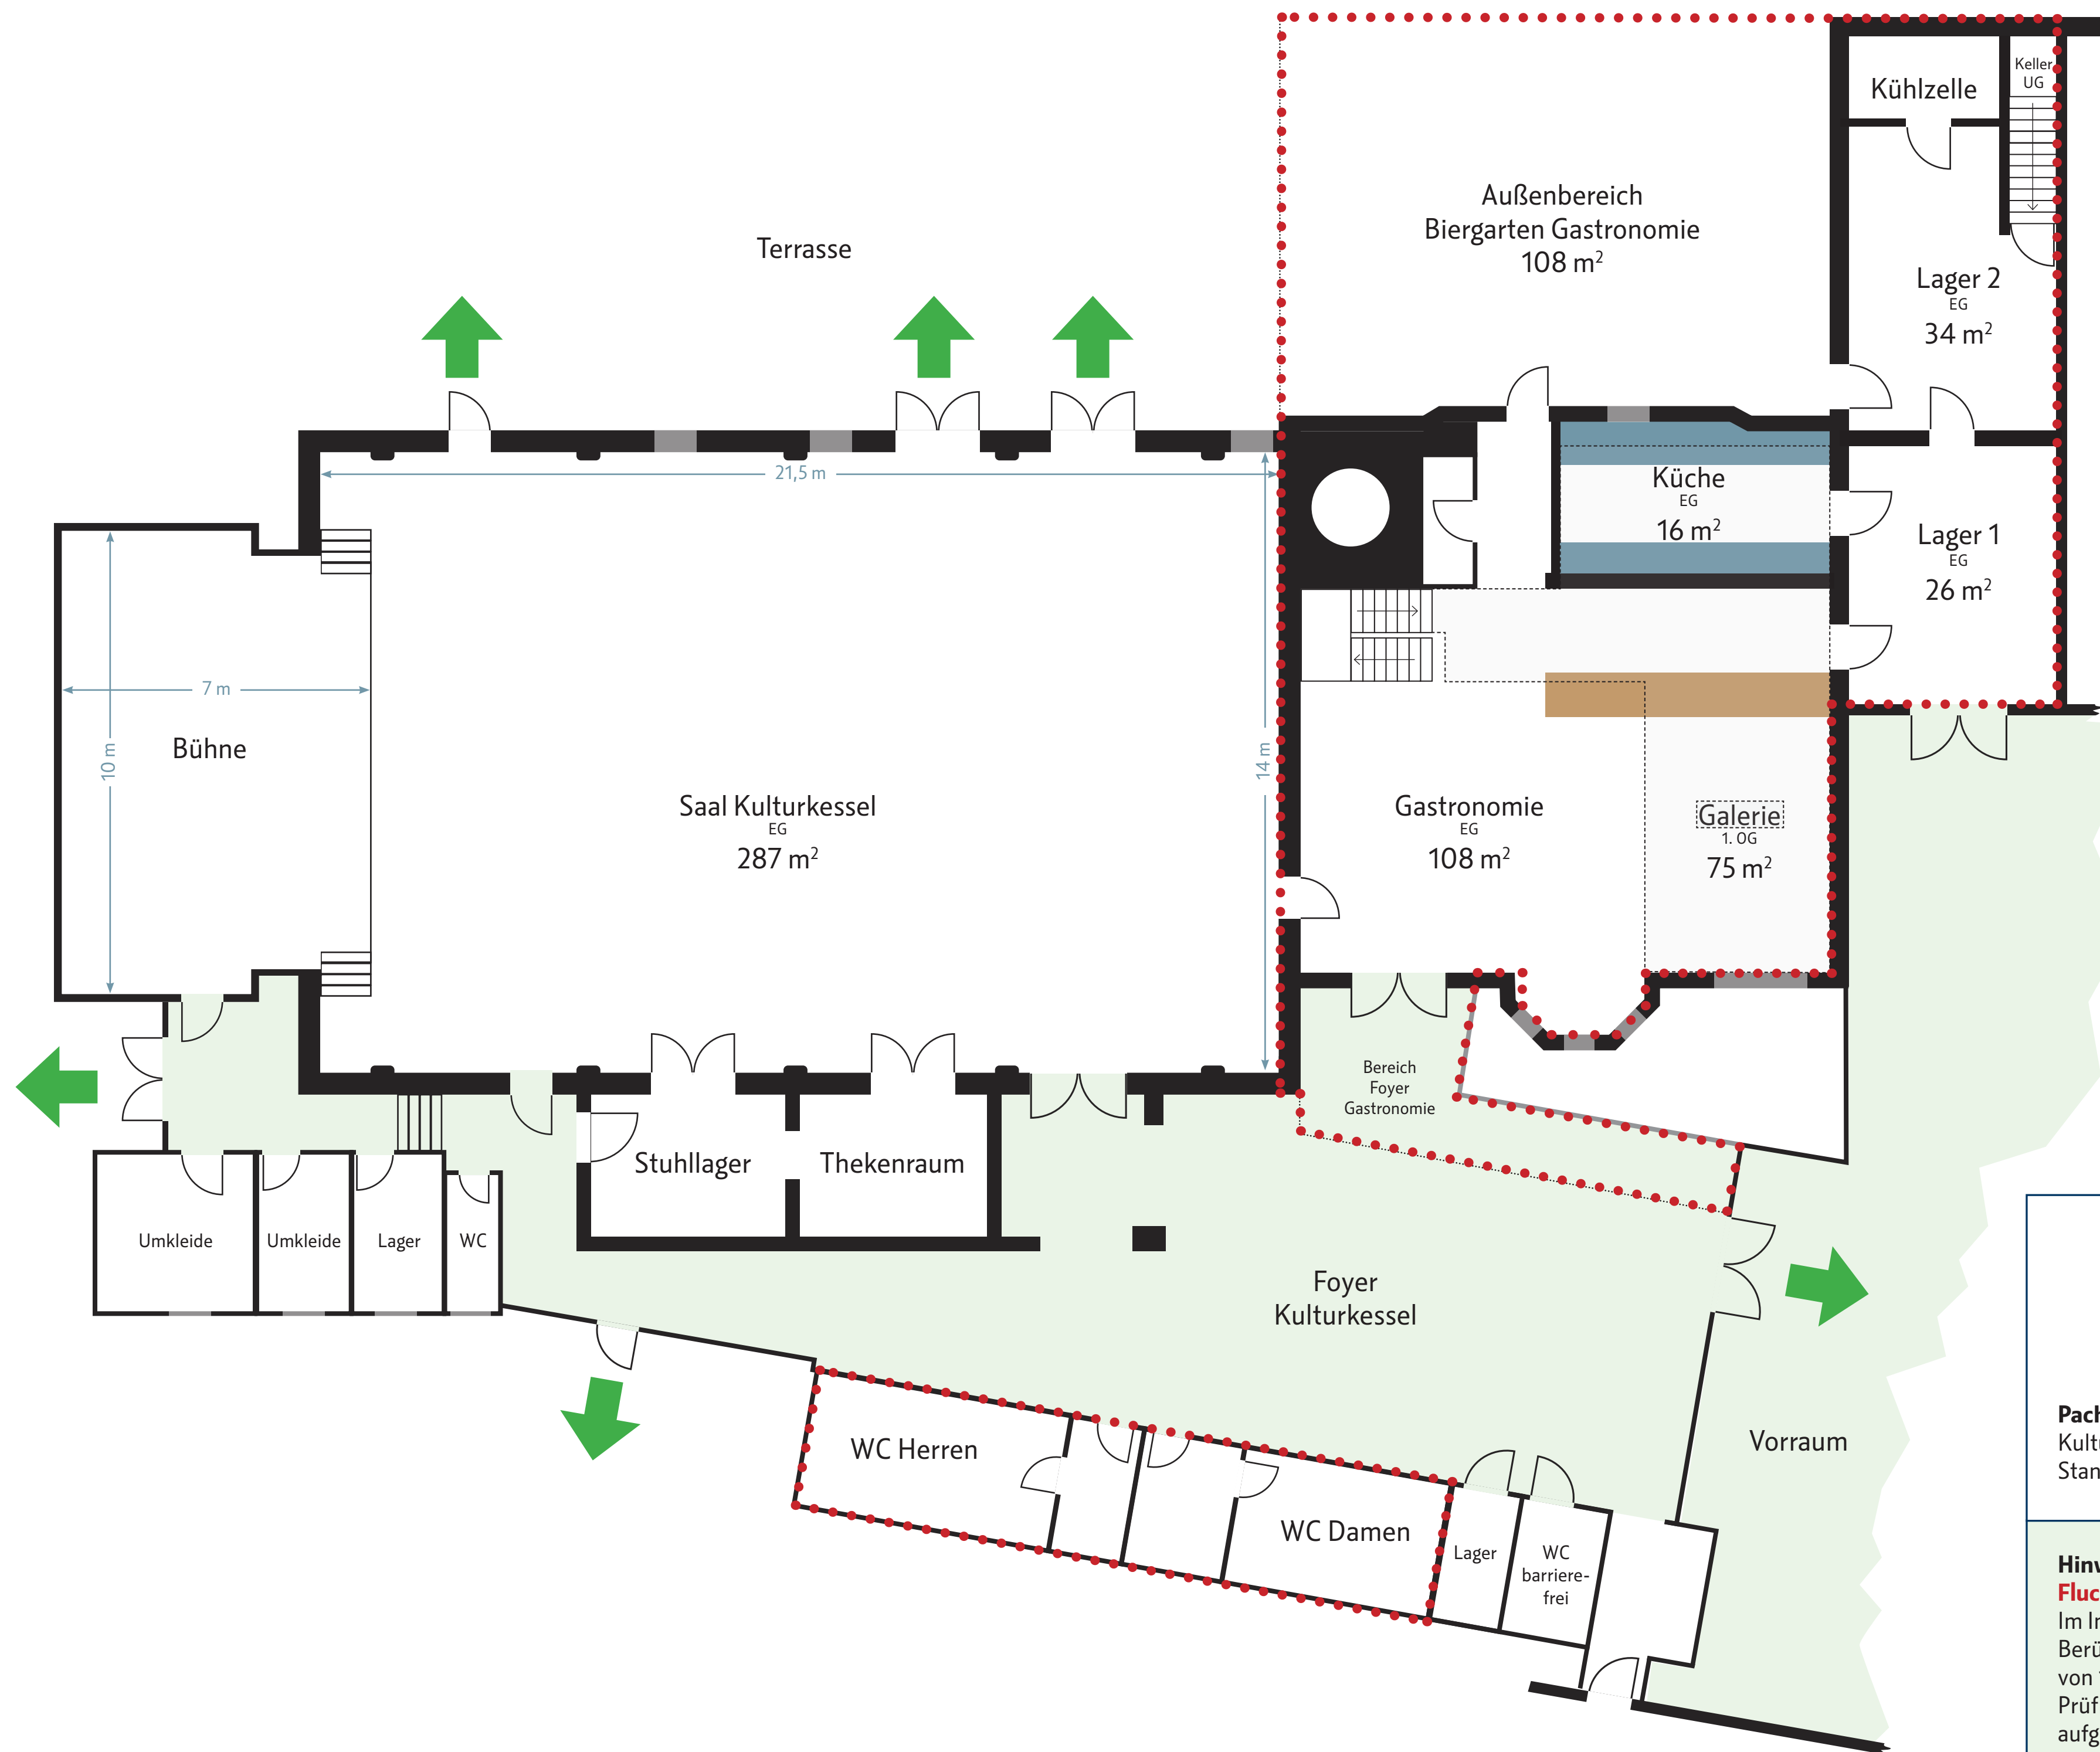 Keller
UG
Kühlzelle
Außenbereich
Biergarten Gastronomie
108 m²
Terrasse
Lager 2
EG
34 m²
21,5 m
Küche
EG
16 m²
Lager 1
EG
26 m²
7 m
10 m
Bühne
14 m
Saal Kulturkessel
EG
287 m²
Gastronomie
EG
108 m²
Galerie
1. OG
75 m²
Bereich
Foyer
Gastronomie
Stuhllager
Thekenraum
Umkleide
Umkleide
Lager
WC
Foyer
Kulturkessel
WC Herren
Vorraum
WC Damen
Lager
WC
barriere-
frei
Im
von